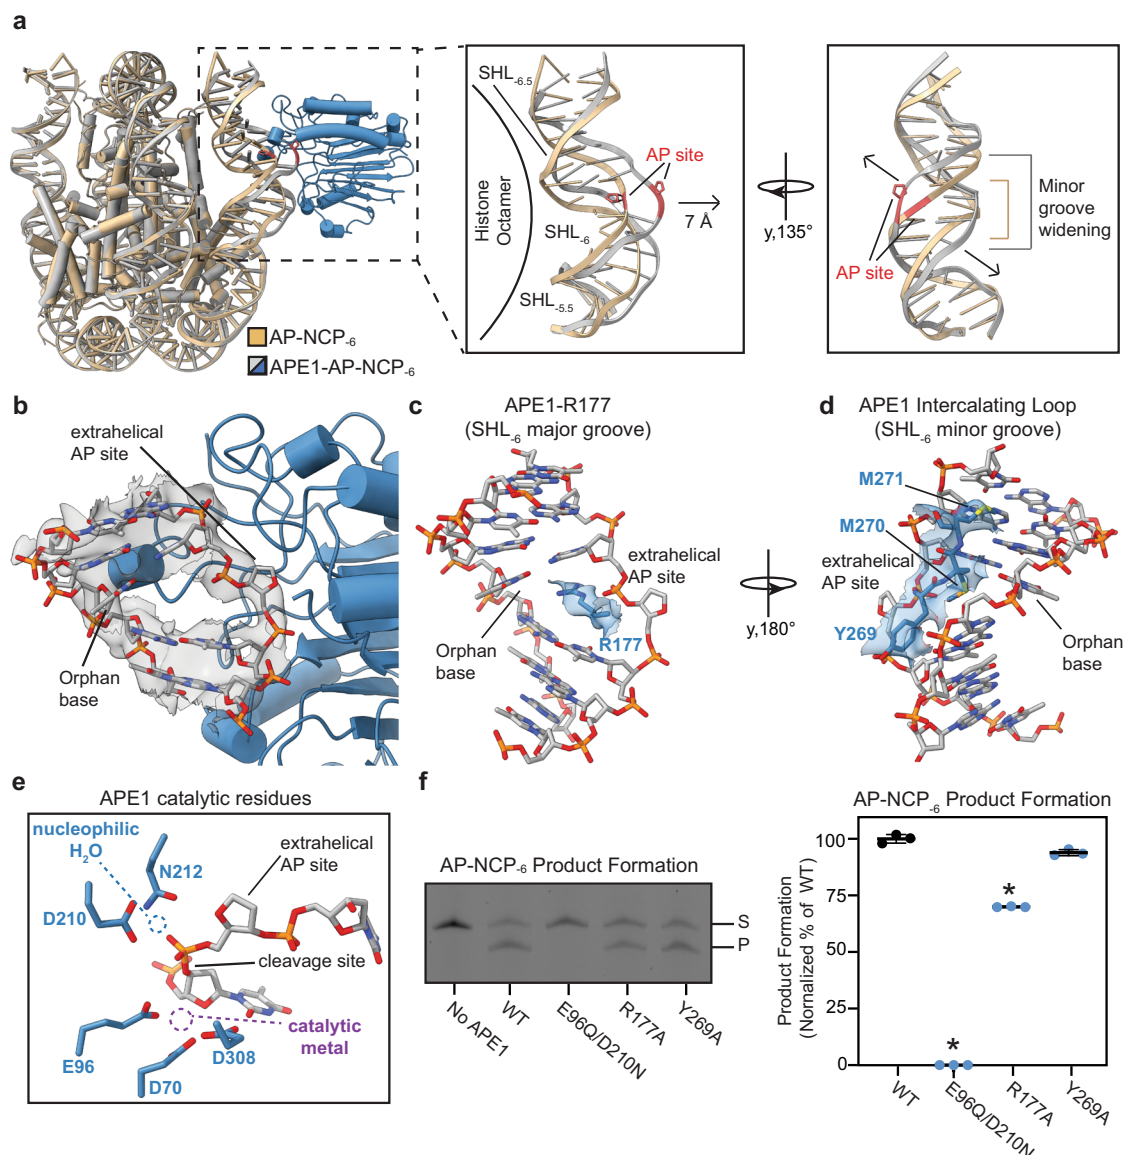 a
SHL-6.5
AP site
Histone
Octamer
7 Å
SHL-6
SHL-5.5
y,135°
Minor
groove
widening
AP site
AP-NCP-6
APE1-AP-NCP-6
b
extrahelical
AP site
Orphan
base
c
APE1-R177
(SHL-6 major groove)
extrahelical
AP site
R177
Orphan
base
y,180°
d
APE1 Intercalating Loop
(SHL-6 minor groove)
M271
M270
extrahelical
AP site
Y269
Orphan
base
e
APE1 catalytic residues
nucleophilic
H2O
N212
D210
extrahelical
AP site
cleavage site
E96
D70
D308
catalytic
metal
f
AP-NCP-6 Product Formation
S
P
No APE1
WT
E96Q/D210N
R177A
Y269A
AP-NCP-6 Product Formation
Product Formation
(Normalized % of WT)
100
75
50
25
0
*
*
WT
E96Q/D210N
R177A
Y269A